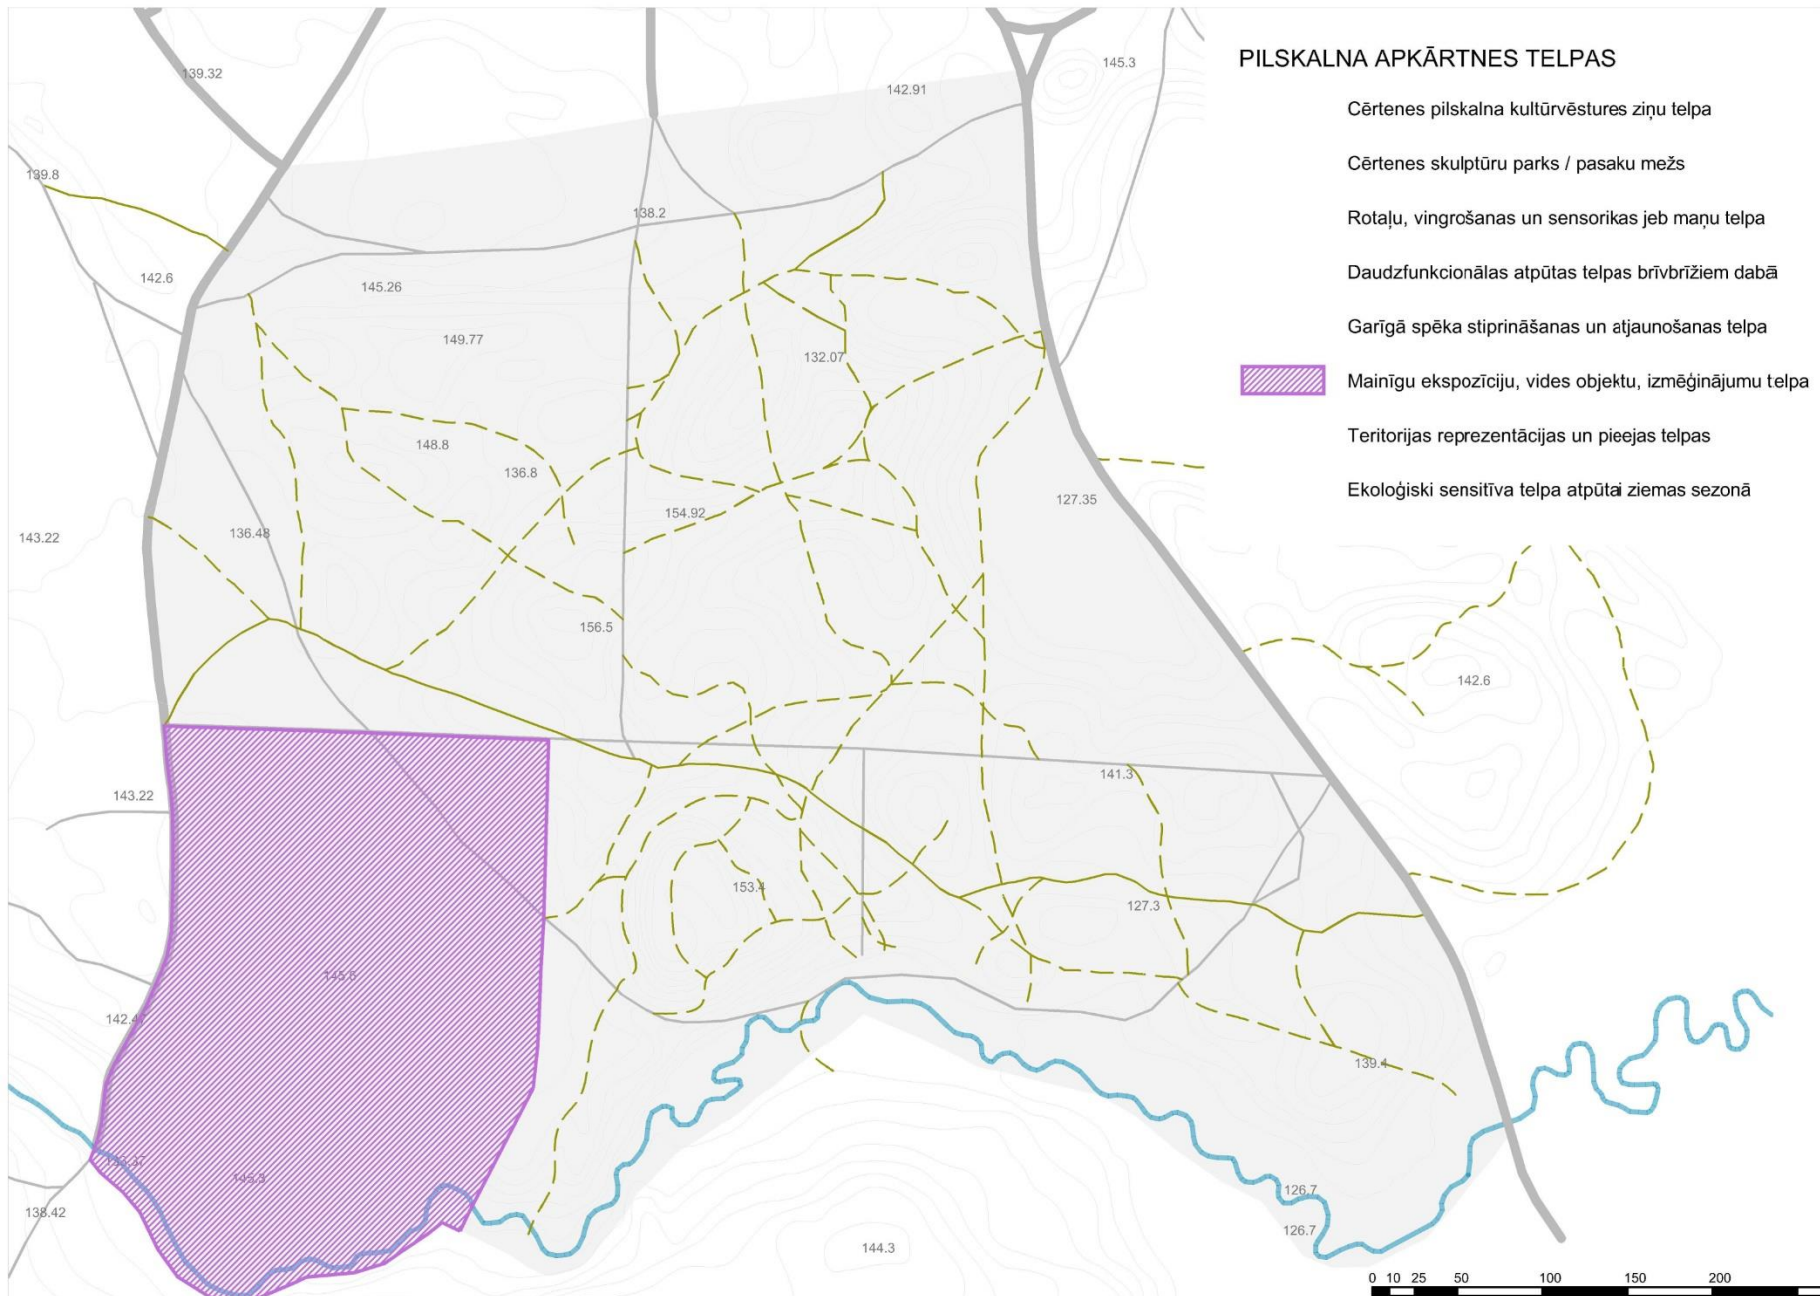 PILSKALNA APKĀRTNES TELPAS
Cērtenes pilskalna kultūrvēstures ziņu telpa
Cērtenes skulptūru parks / pasaku mežs
Rotaļu, vingrošanas un sensorikas jeb maņu telpa
Daudzfunkcionālas atpūtas telpas brīvbrīžiem dabā
Garīgā spēka stiprināšanas un atjaunošanas telpa
Mainīgu ekspozīciju, vides objektu, izmēģinājumu telpa
Teritorijas reprezentācijas un pieejas telpas
Ekoloģiski sensitīva telpa atpūtai ziemas sezonā
139.32
145.3
142.91
139.8
138.2
142.6
145.26
149.77
132.07
148.8
136.8
127.35
154.92
136.48
143.22
156.5
142.6
141.3
143.22
153.4
127.3
145.5
142.47
139.4
145.3
126.7
138.42
126.7
144.3
0 10 25 50 100 150 200